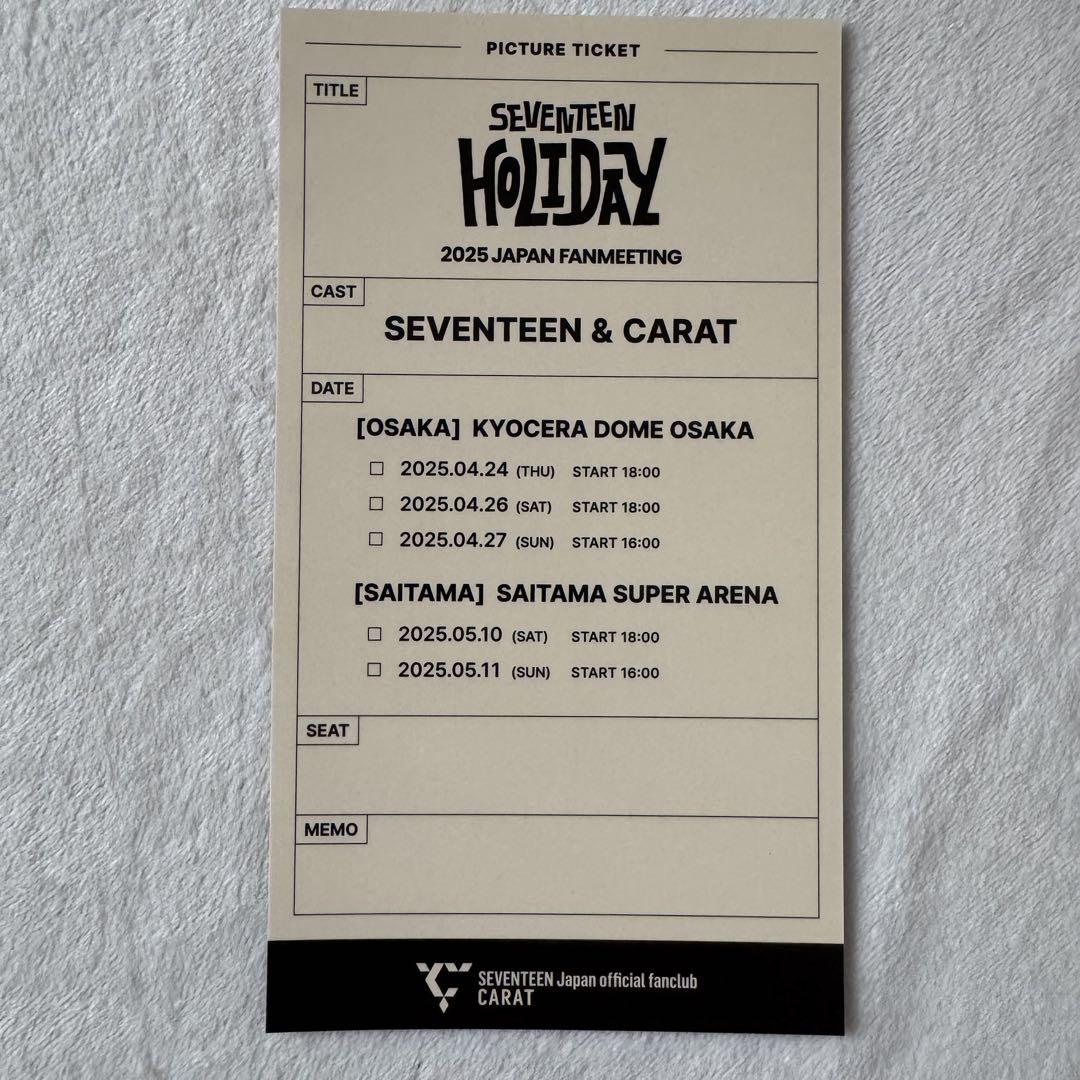 PICTURE TICKET
TITLE
SEVENTEEN
HOLIDAY
2025 JAPAN FANMEETING
CAST
SEVENTEEN & CARAT
DATE
[OSAKA] KYOCERA DOME OSAKA
☐ 2025.04.24 (THU) START 18:00
☐ 2025.04.26 (SAT) START 18:00
☐ 2025.04.27 (SUN) START 16:00
[SAITAMA] SAITAMA SUPER ARENA
☐ 2025.05.10 (SAT) START 18:00
☐ 2025.05.11 (SUN) START 16:00
SEAT
MEMO
SEVENTEEN Japan official fanclub
CARAT